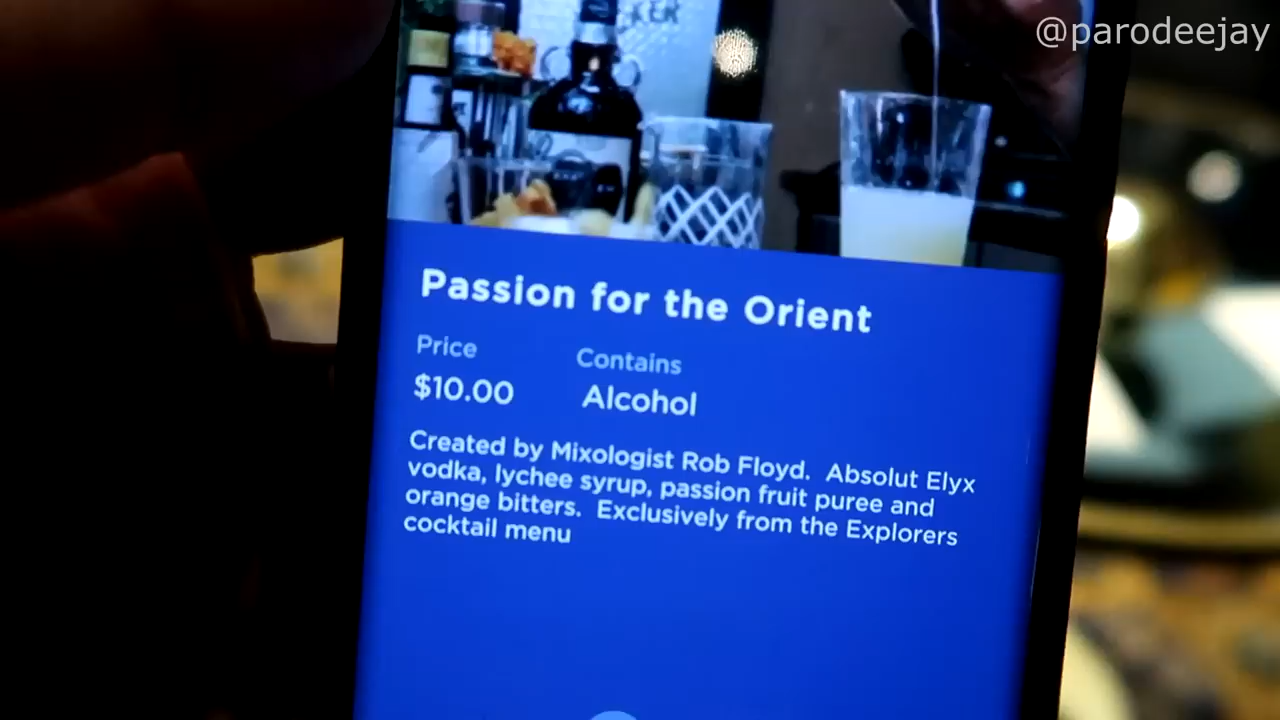 @parodeejay
KER
Passion for the Orient
Price
Contains
$10.00
Alcohol
Created by Mixologist Rob Floyd. Absolut Elyx
vodka, lychee syrup, passion fruit puree and
orange bitters. Exclusively from the Explorers
cocktail menu